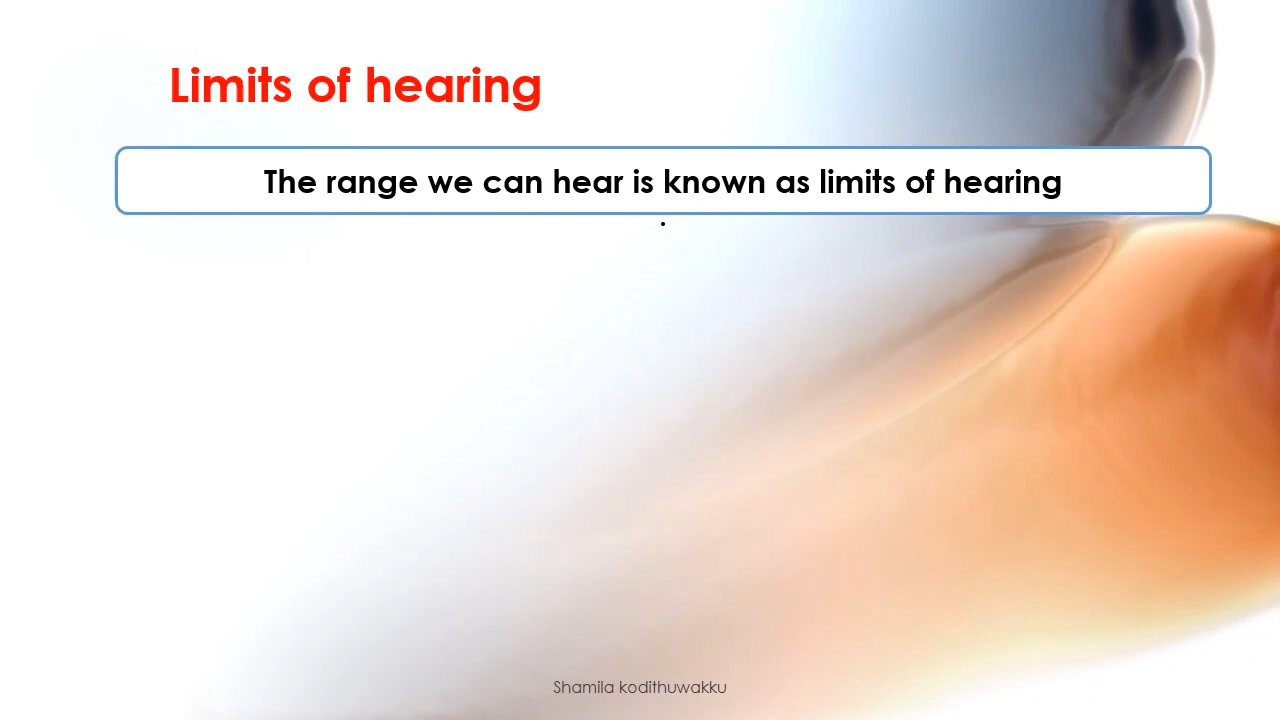 Limits of hearing
The range we can hear is known as limits of hearing
.
Shamila kodithuwakku